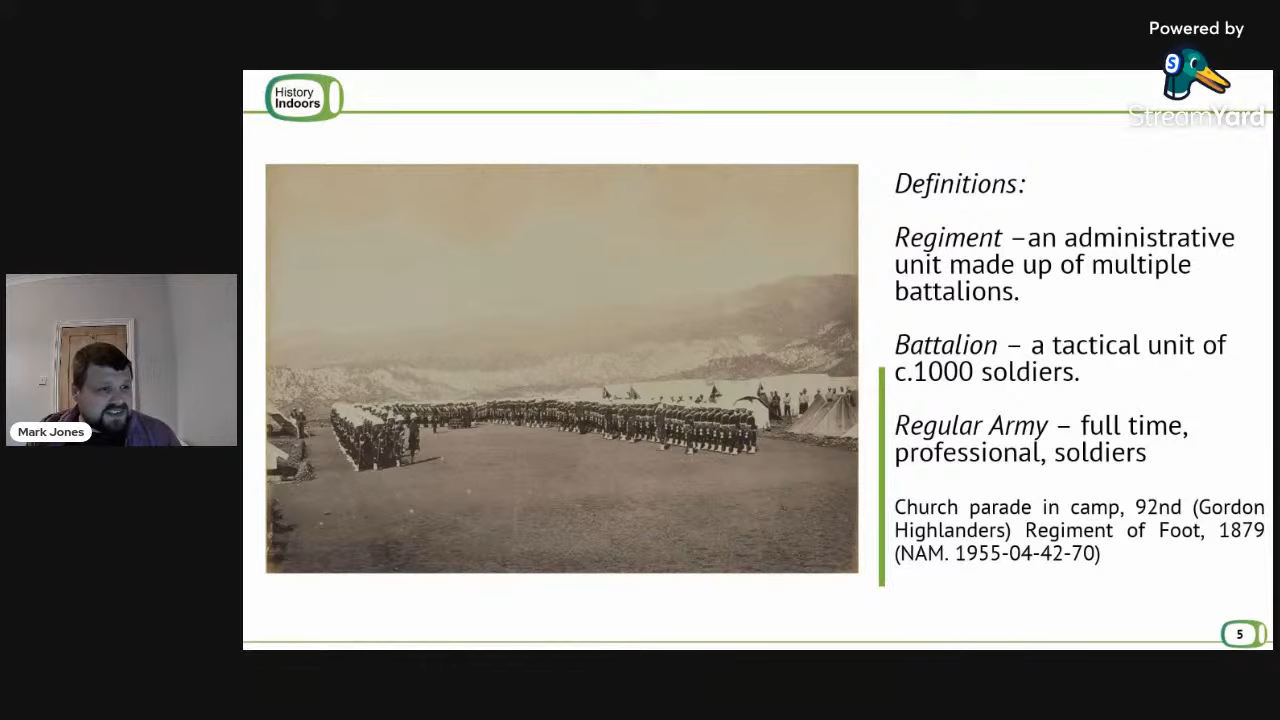 Powered by
S
StreamYard
History
Indoors
Definitions:
Regiment –an administrative
unit made up of multiple
battalions.
Battalion – a tactical unit of
c.1000 soldiers.
Regular Army – full time,
professional, soldiers
Church parade in camp, 92nd (Gordon
Highlanders) Regiment of Foot, 1879
(NAM. 1955-04-42-70)
Mark Jones
5